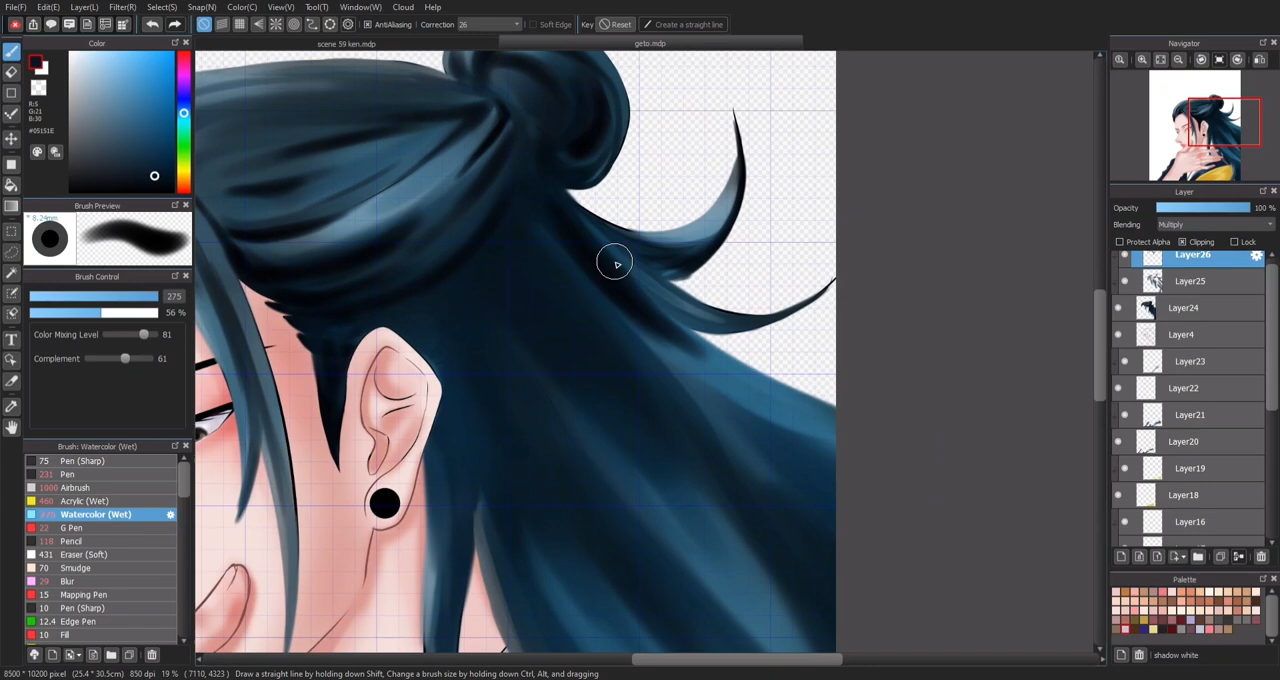 File(F) Edit(E) Layer(L) Filter(R) Select(S) Snap(N) Color(C) View(V) Tool(T) Window(W) Cloud Help
AntiAliasing Correction 26 Soft Edge Key Reset Create a straight line
scene 59 ken.mdp geto.mdp
Color
R:5
G:21
B:30
#05151E
Brush Preview
* 8.24mm
Brush Control
275
56 %
Color Mixing Level 81
Complement 61
Brush: Watercolor (Wet)
75 Pen (Sharp)
231 Pen
1000 Airbrush
460 Acrylic (Wet)
Watercolor (Wet)
22 G Pen
118 Pencil
431 Eraser (Soft)
70 Smudge
29 Blur
15 Mapping Pen
10 Pen (Sharp)
12.4 Edge Pen
10 Fill
Navigator
Layer
Opacity 100 %
Blending Multiply
Protect Alpha Clipping Lock
Layer26
Layer25
Layer24
Layer4
Layer23
Layer22
Layer21
Layer20
Layer19
Layer18
Layer16
Palette
shadow white
8500 * 10200 pixel (25.4 * 30.5cm) 850 dpi 19 % ( 7110, 4323 ) Draw a straight line by holding down Shift, Change a brush size by holding down Ctrl, Alt, and dragging